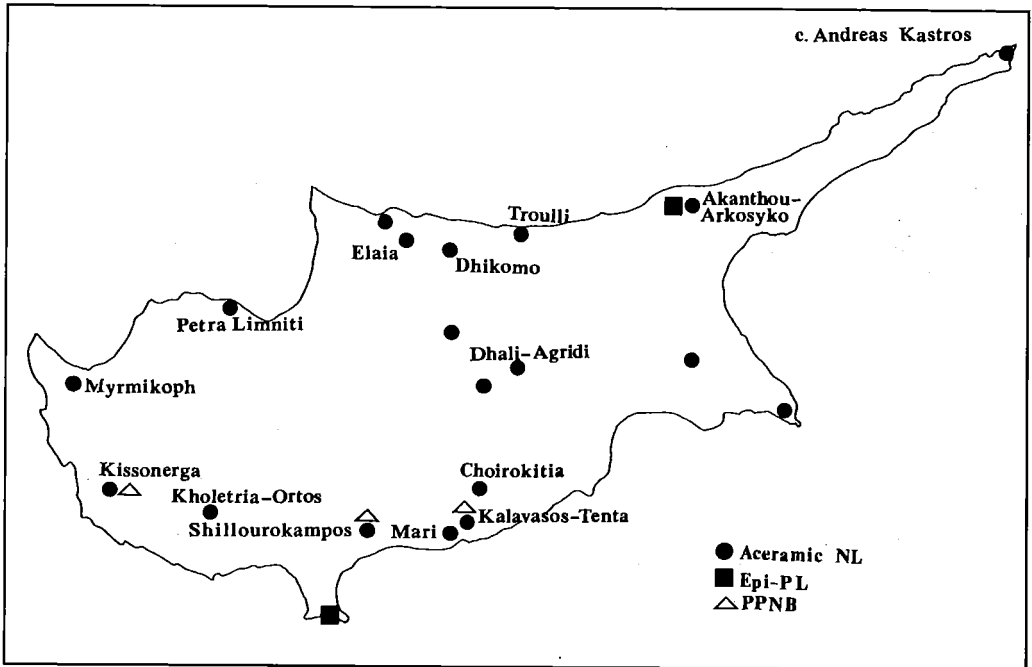 c. Andreas Kastros
Akanthou-
Arkosyko
Troulli
Elaia
Dhikomo
Petra Limniti
Dhali-Agridi
Myrmikoph
Kissonerga
Choirokitia
Kholetria-Ortos
Shillourokampos
Mari
Kalavasos-Tenta
Aceramic NL
Epi-PL
PPNB